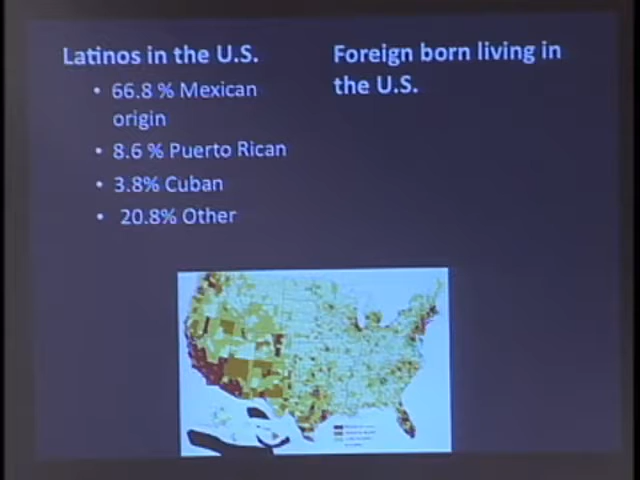 Latinos in the U.S.
• 66.8 % Mexican
origin
• 8.6 % Puerto Rican
• 3.8% Cuban
• 20.8% Other
Foreign born living in
the U.S.